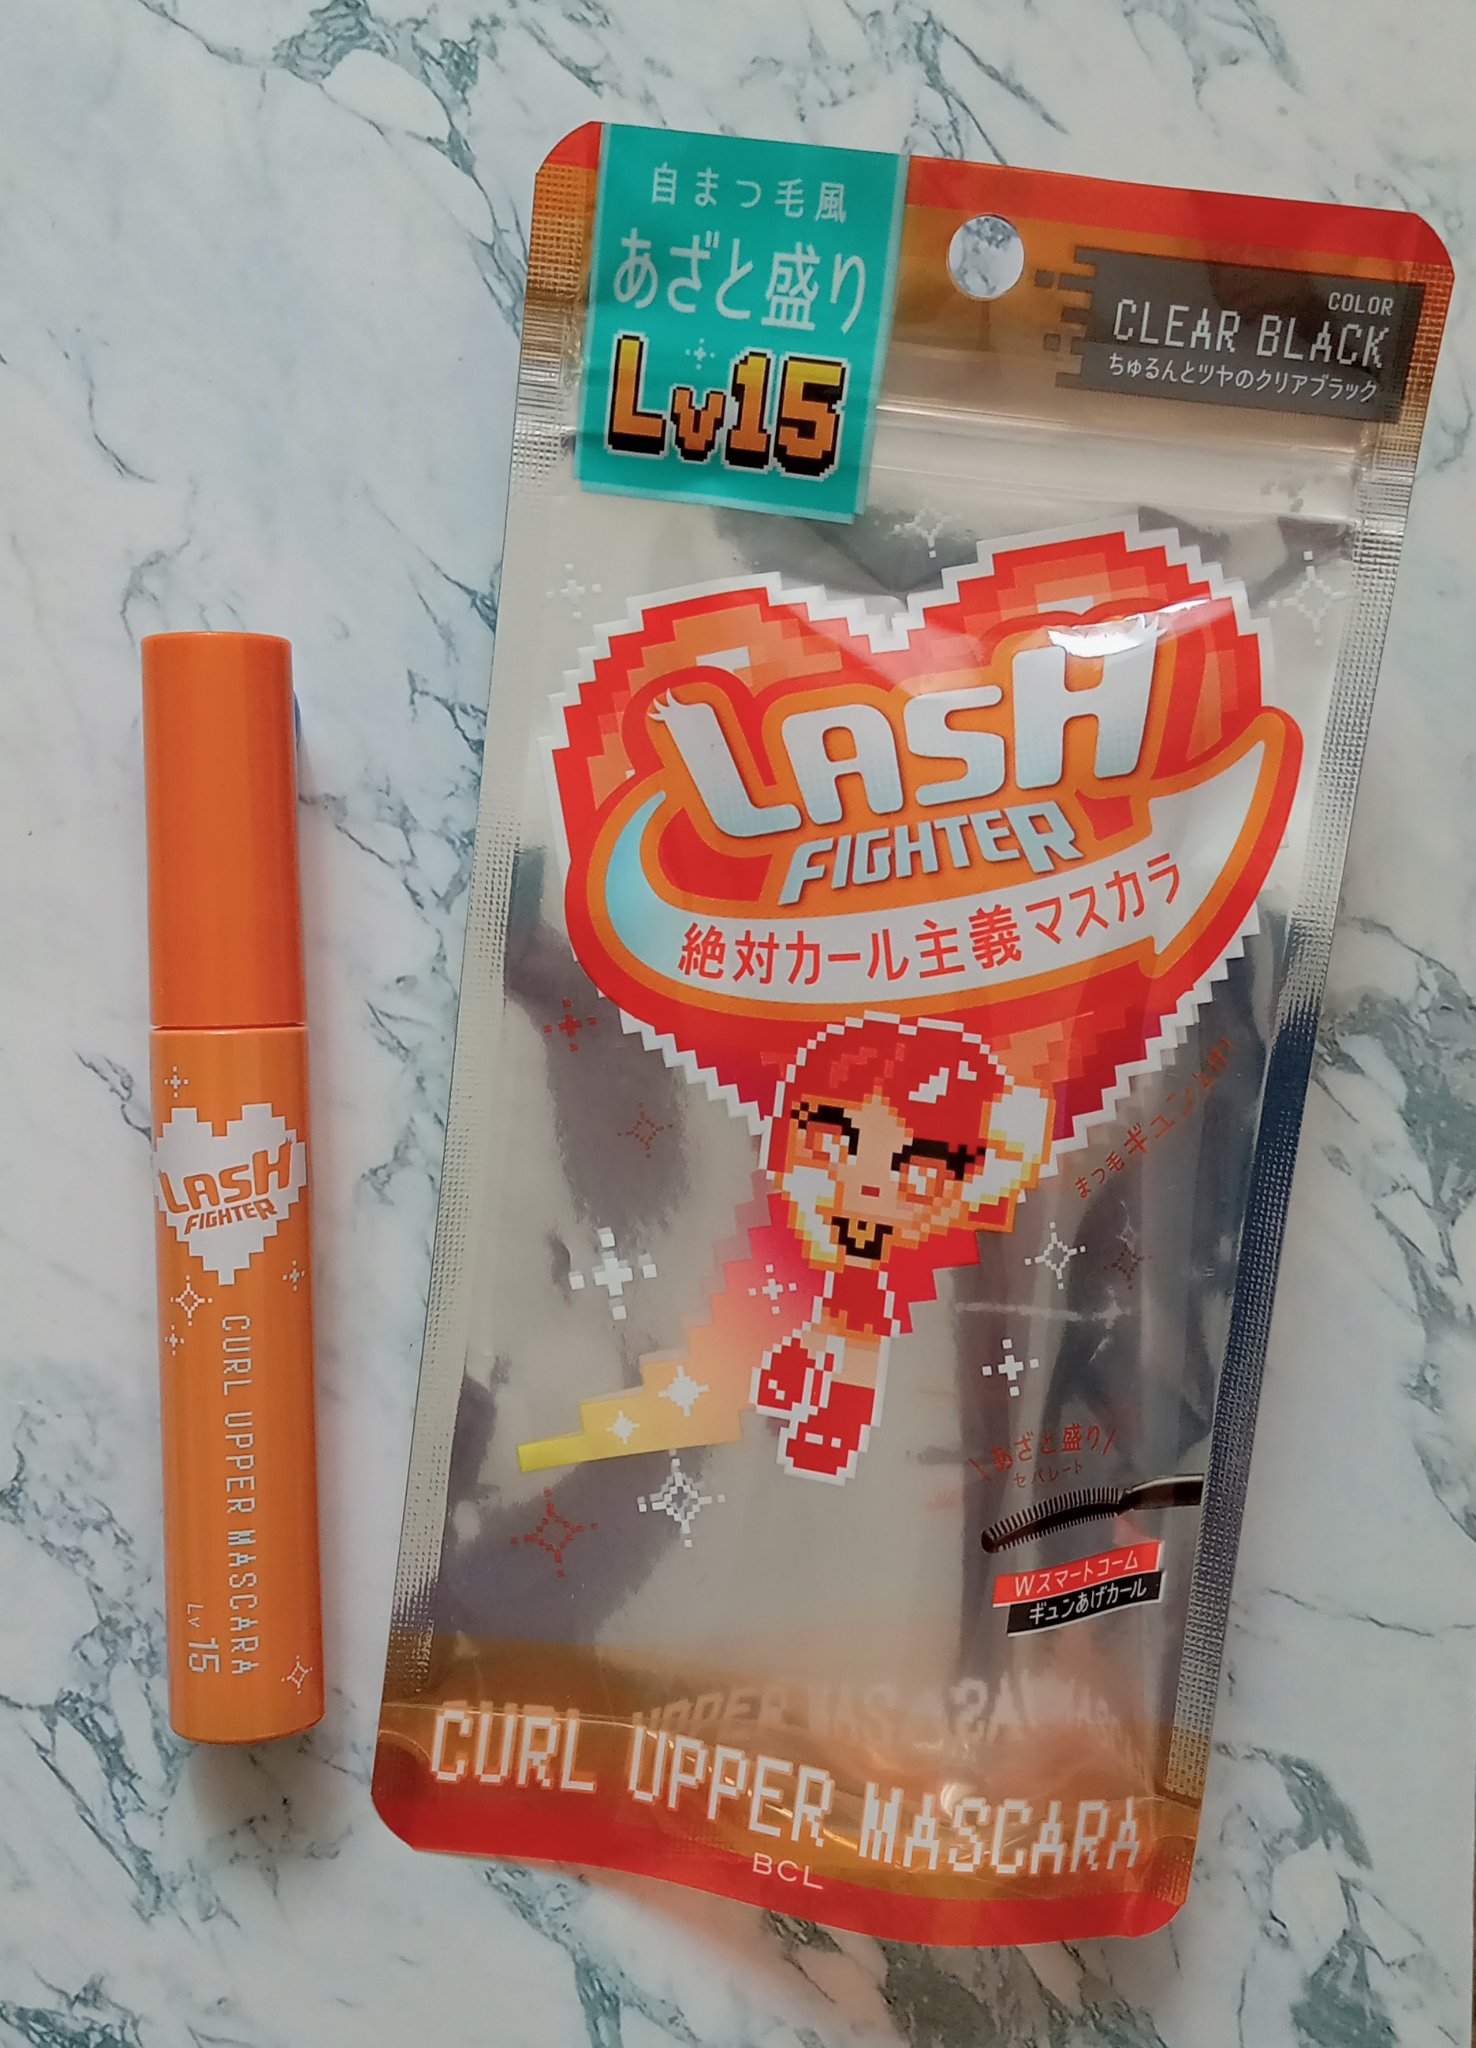 自まつ毛風
あざと盛り
Lv15
COLOR
CLEAR BLACK
ちゅるんとツヤのクリアブラック
LASH
FIGHTER
絶対カール主義マスカラ
まつ毛ギュン
\あざと盛り/
セパレート
Wスマートコーム
ギュンあげカール
CURL UPPER MASCARA
BCL
LASH
FIGHTER
CURL UPPER MASCARA
Lv 15